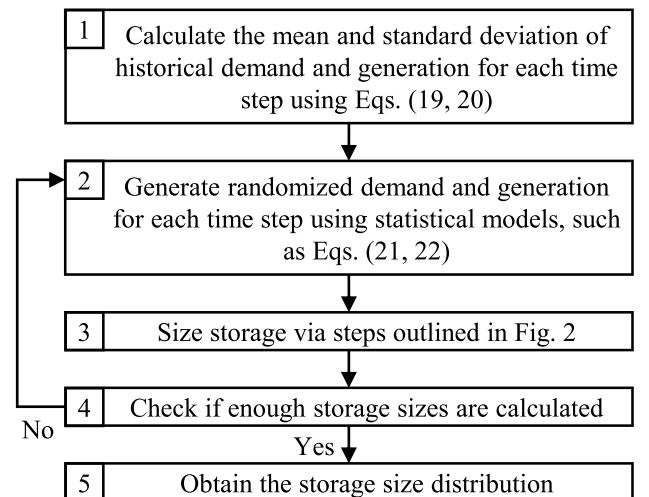 1
Calculate the mean and standard deviation of
historical demand and generation for each time
step using Eqs. (19, 20)
2
Generate randomized demand and generation
for each time step using statistical models, such
as Eqs. (21, 22)
3
Size storage via steps outlined in Fig. 2
4
Check if enough storage sizes are calculated
No
Yes
5
Obtain the storage size distribution